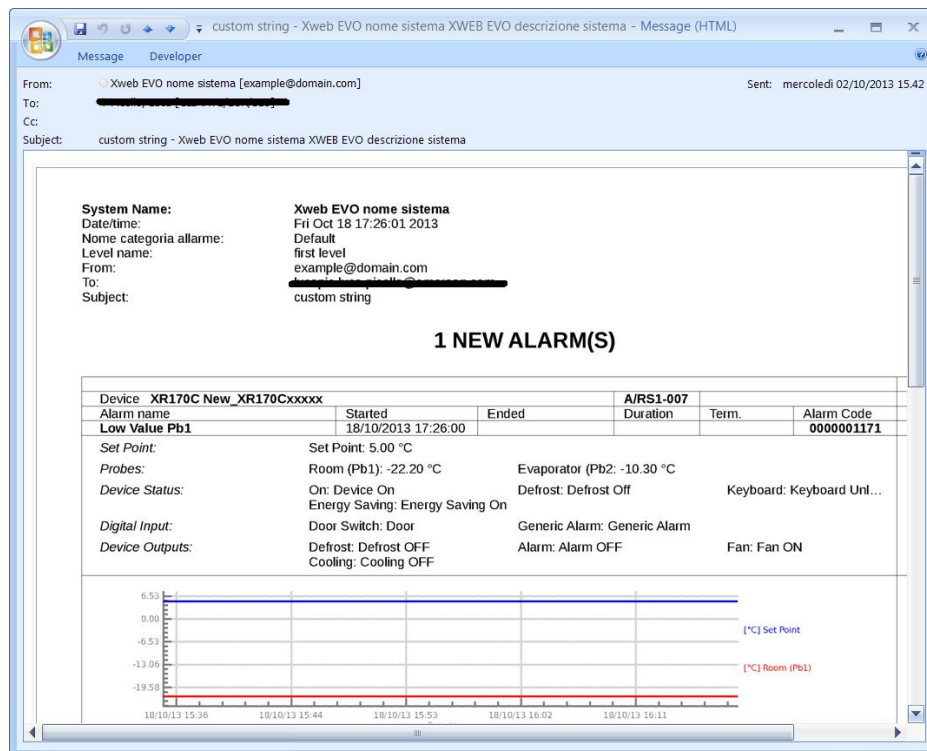 custom string - Xweb EVO nome sistema XWEB EVO descrizione sistema - Message (HTML)
Message Developer
From: Xweb EVO nome sistema [example@domain.com] Sent: mercoledì 02/10/2013 15.42
To:
Cc:
Subject: custom string - Xweb EVO nome sistema XWEB EVO descrizione sistema
System Name: Xweb EVO nome sistema
Date/time: Fri Oct 18 17:26:01 2013
Nome categoria allarme: Default
Level name: first level
From: example@domain.com
To:
Subject: custom string
1 NEW ALARM(S)
Device XR170C New_XR170Cxxxxx A/RS1-007
Alarm name Started Ended Duration Term. Alarm Code
Low Value Pb1 18/10/2013 17:26:00 0000001171
Set Point: Set Point: 5.00 °C
Probes: Room (Pb1): -22.20 °C Evaporator (Pb2: -10.30 °C
Device Status: On: Device On Defrost: Defrost Off Keyboard: Keyboard Unl...
Energy Saving: Energy Saving On
Digital Input: Door Switch: Door Generic Alarm: Generic Alarm
Device Outputs: Defrost: Defrost OFF Alarm: Alarm OFF Fan: Fan ON
Cooling: Cooling OFF
6.53
0.00
[°C] Set Point
-6.53
-13.06
[°C] Room (Pb1)
-19.58
18/10/13 15:36 18/10/13 15:44 18/10/13 15:53 18/10/13 16:02 18/10/13 16:11